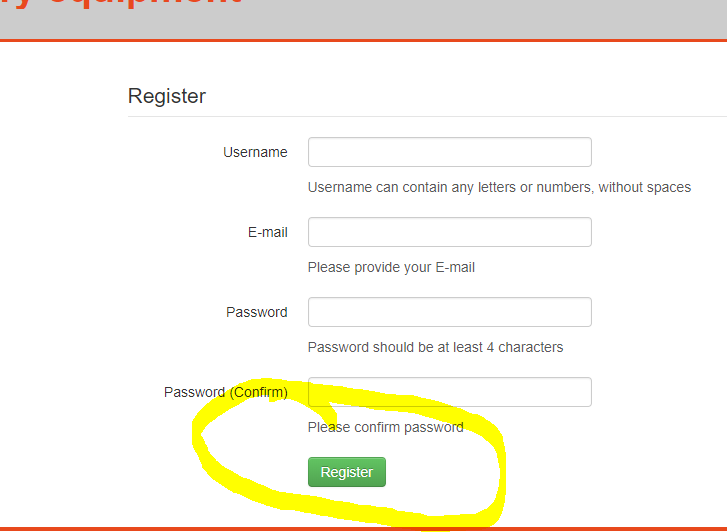 equipment
Register
Username
Username can contain any letters or numbers, without spaces
E-mail
Please provide your E-mail
Password
Password should be at least 4 characters
Password (Confirm)
Please confirm password
Register